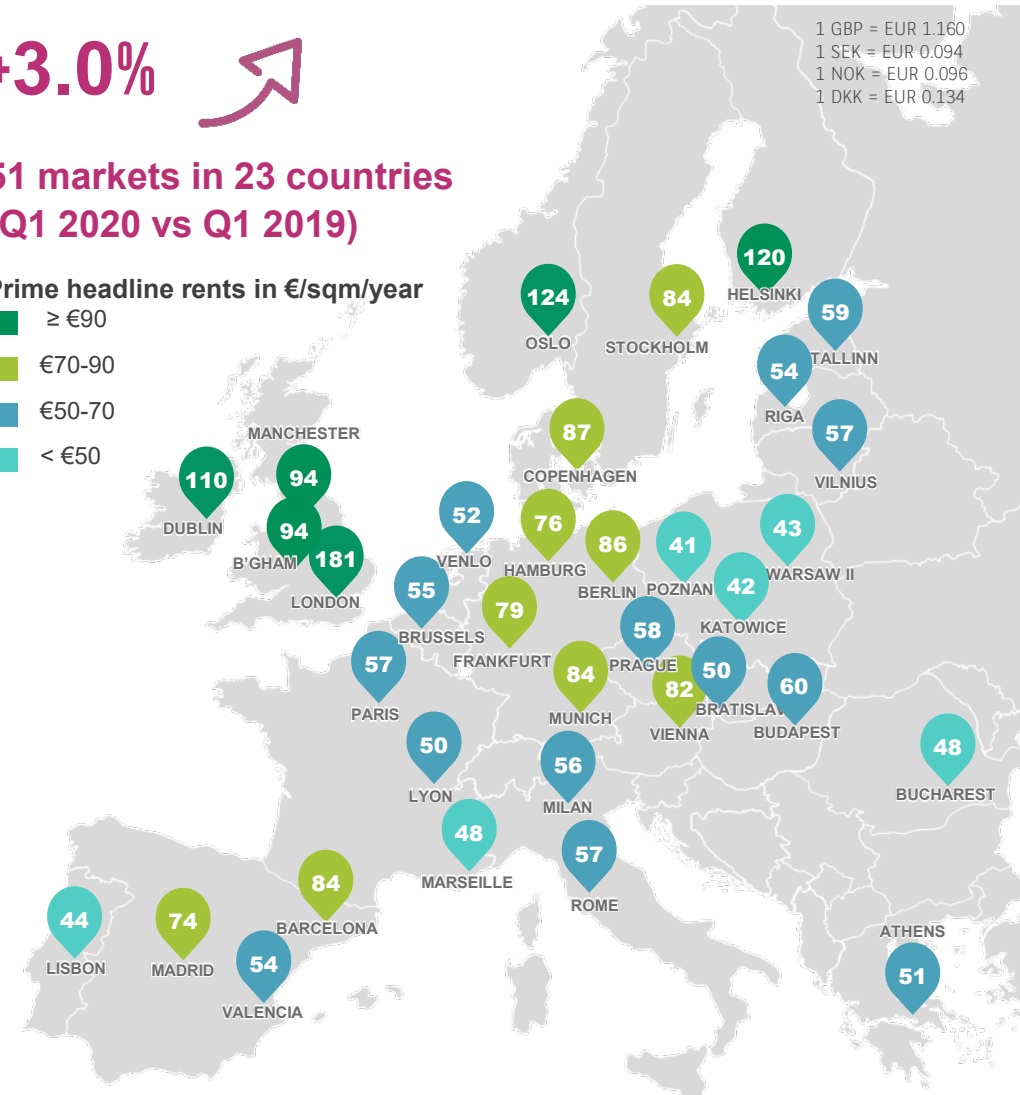 +3.0%
1 GBP = EUR 1.160
1 SEK = EUR 0.094
1 NOK = EUR 0.096
1 DKK = EUR 0.134
51 markets in 23 countries
(Q1 2020 vs Q1 2019)
Prime headline rents in €/sqm/year
≥ €90
€70-90
€50-70
< €50
120
HELSINKI
124
OSLO
84
STOCKHOLM
59
TALLINN
54
RIGA
57
VILNIUS
87
COPENHAGEN
MANCHESTER
94
110
DUBLIN
94
B'GHAM
181
LONDON
52
VENLO
76
HAMBURG
86
BERLIN
41
POZNAN
43
WARSAW II
42
KATOWICE
55
BRUSSELS
79
FRANKFURT
58
PRAGUE
57
PARIS
84
MUNICH
82
VIENNA
50
BRATISLAV
60
BUDAPEST
50
LYON
56
MILAN
48
BUCHAREST
48
MARSEILLE
57
ROME
84
BARCELONA
44
LISBON
74
MADRID
54
VALENCIA
ATHENS
51